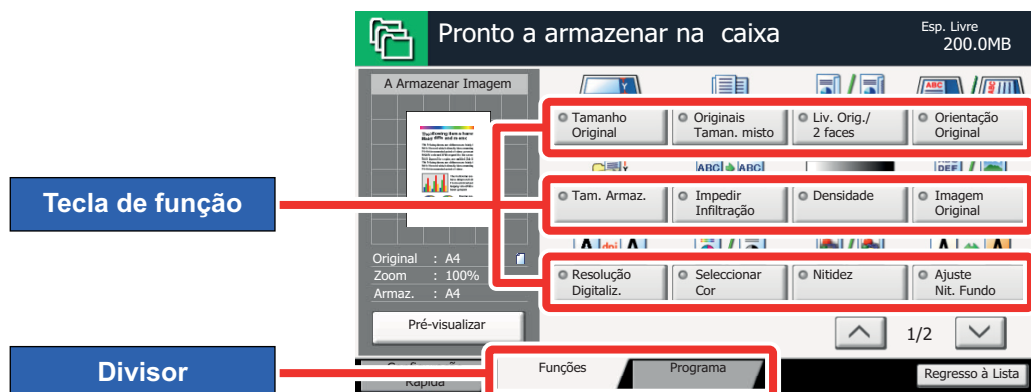 Pronto a armazenar na caixa
Esp. Livre
200.0MB
A Armazenar Imagem
Tamanho
Original
Originais
Taman. misto
Liv. Orig./
2 faces
Orientação
Original
ABC
ABC
Tecla de função
Tam. Armaz.
Impedir
Infiltração
Densidade
Imagem
Original
Original : A4
Zoom : 100%
Armaz. : A4
Resolução
Digitaliz.
Seleccionar
Cor
Nitidez
Ajuste
Nit. Fundo
Pré-visualizar
1/2
Divisor
Rápida
Funções
Programa
Regresso à Lista